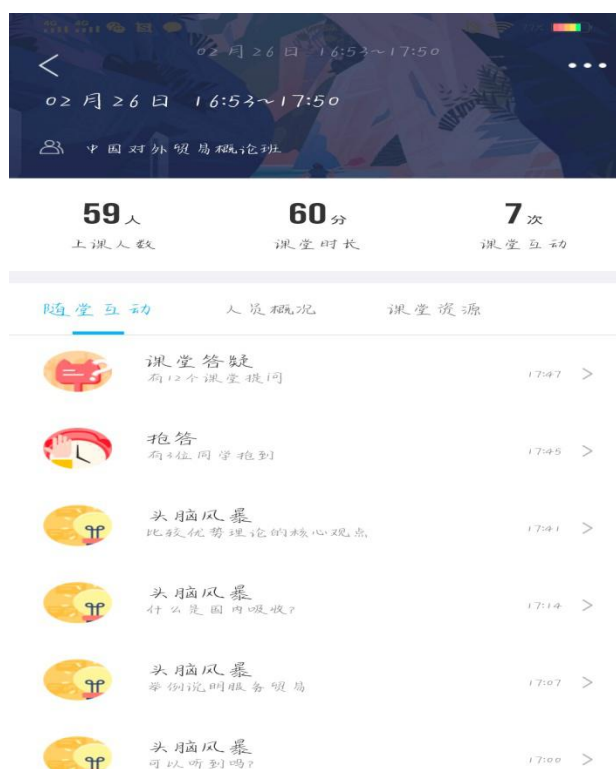 4G 4G
02月26日 16:53~17:50
02月26日 16:53~17:50
中国对外贸易概论班
59人 60分 7次
上课人数 课堂时长 课堂互动
随堂互动 人员概况 课堂资源
课堂答疑
有12个课堂提问 17:47
抢答
有3位同学抢到 17:45
头脑风暴
比较优势理论的核心观点 17:41
头脑风暴
什么是国内吸收? 17:14
头脑风暴
举例说明服务贸易 17:07
头脑风暴
可以听到吗? 17:00